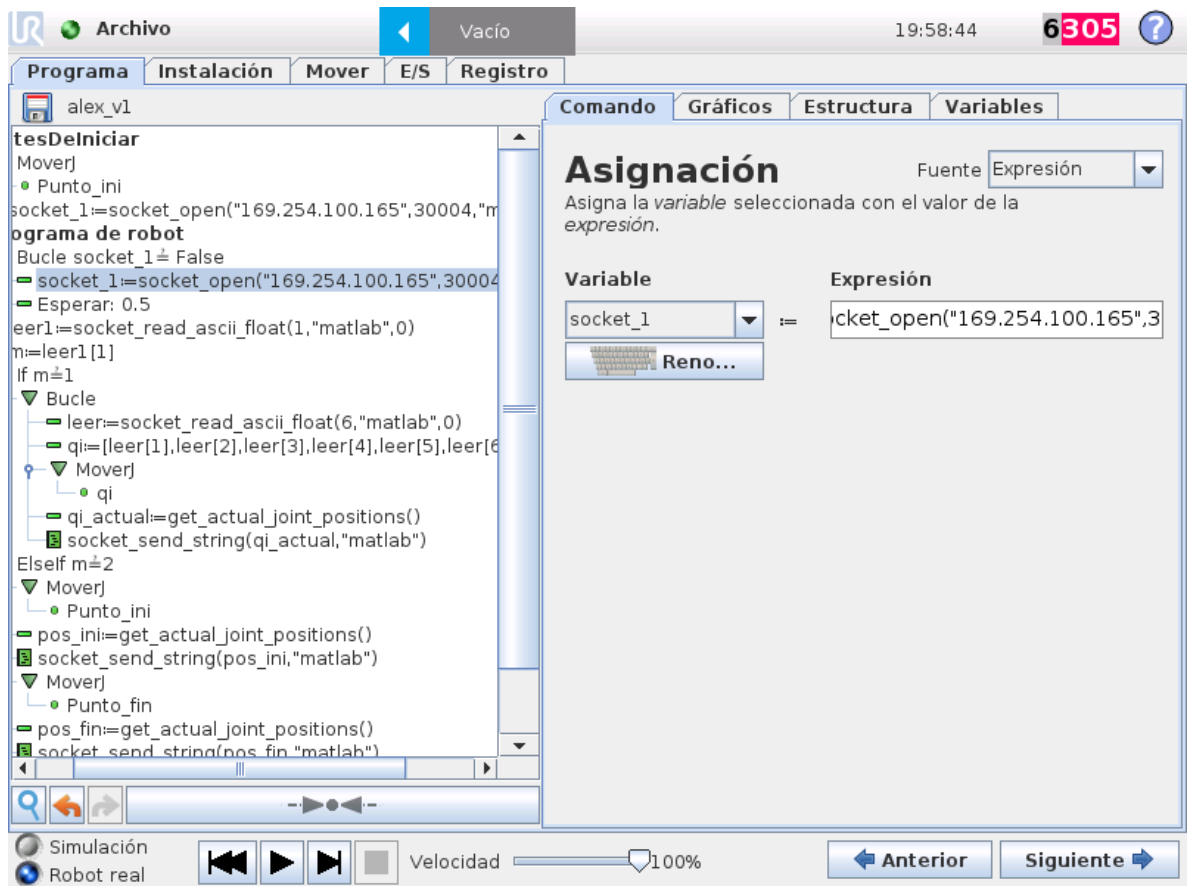 UR Archivo Vacío 19:58:44 6305 ?
Programa Instalación Mover E/S Registro
alex_v1
tesDeIniciar
MoverJ
Punto_ini
socket_1≔socket_open("169.254.100.165",30004,"m
ograma de robot
Bucle socket_1≟ False
socket_1≔socket_open("169.254.100.165",30004
Esperar: 0.5
eer1≔socket_read_ascii_float(1,"matlab",0)
m≔leer1[1]
If m≟1
Bucle
leer≔socket_read_ascii_float(6,"matlab",0)
qi≔[leer[1],leer[2],leer[3],leer[4],leer[5],leer[6
MoverJ
qi
qi_actual≔get_actual_joint_positions()
socket_send_string(qi_actual,"matlab")
ElseIf m≟2
MoverJ
Punto_ini
pos_ini≔get_actual_joint_positions()
socket_send_string(pos_ini,"matlab")
MoverJ
Punto_fin
pos_fin≔get_actual_joint_positions()
socket_send_string(pos_fin,"matlab")
Comando Gráficos Estructura Variables
Asignación
Fuente Expresión
Asigna la variable seleccionada con el valor de la
expresión.
Variable Expresión
socket_1 ≔ ocket_open("169.254.100.165",3
Reno...
Simulación
Robot real
Velocidad 100%
Anterior Siguiente